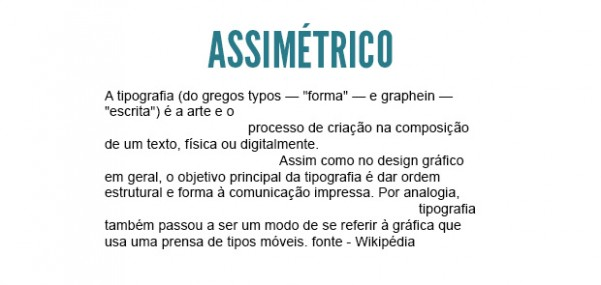 ASSIMÉTRICO
A tipografia (do gregos typos — "forma" — e graphein —
"escrita") é a arte e o
processo de criação na composição
de um texto, física ou digitalmente.
Assim como no design gráfico
em geral, o objetivo principal da tipografia é dar ordem
estrutural e forma à comunicação impressa. Por analogia,
tipografia
também passou a ser um modo de se referir à gráfica que
usa uma prensa de tipos móveis. fonte - Wikipédia